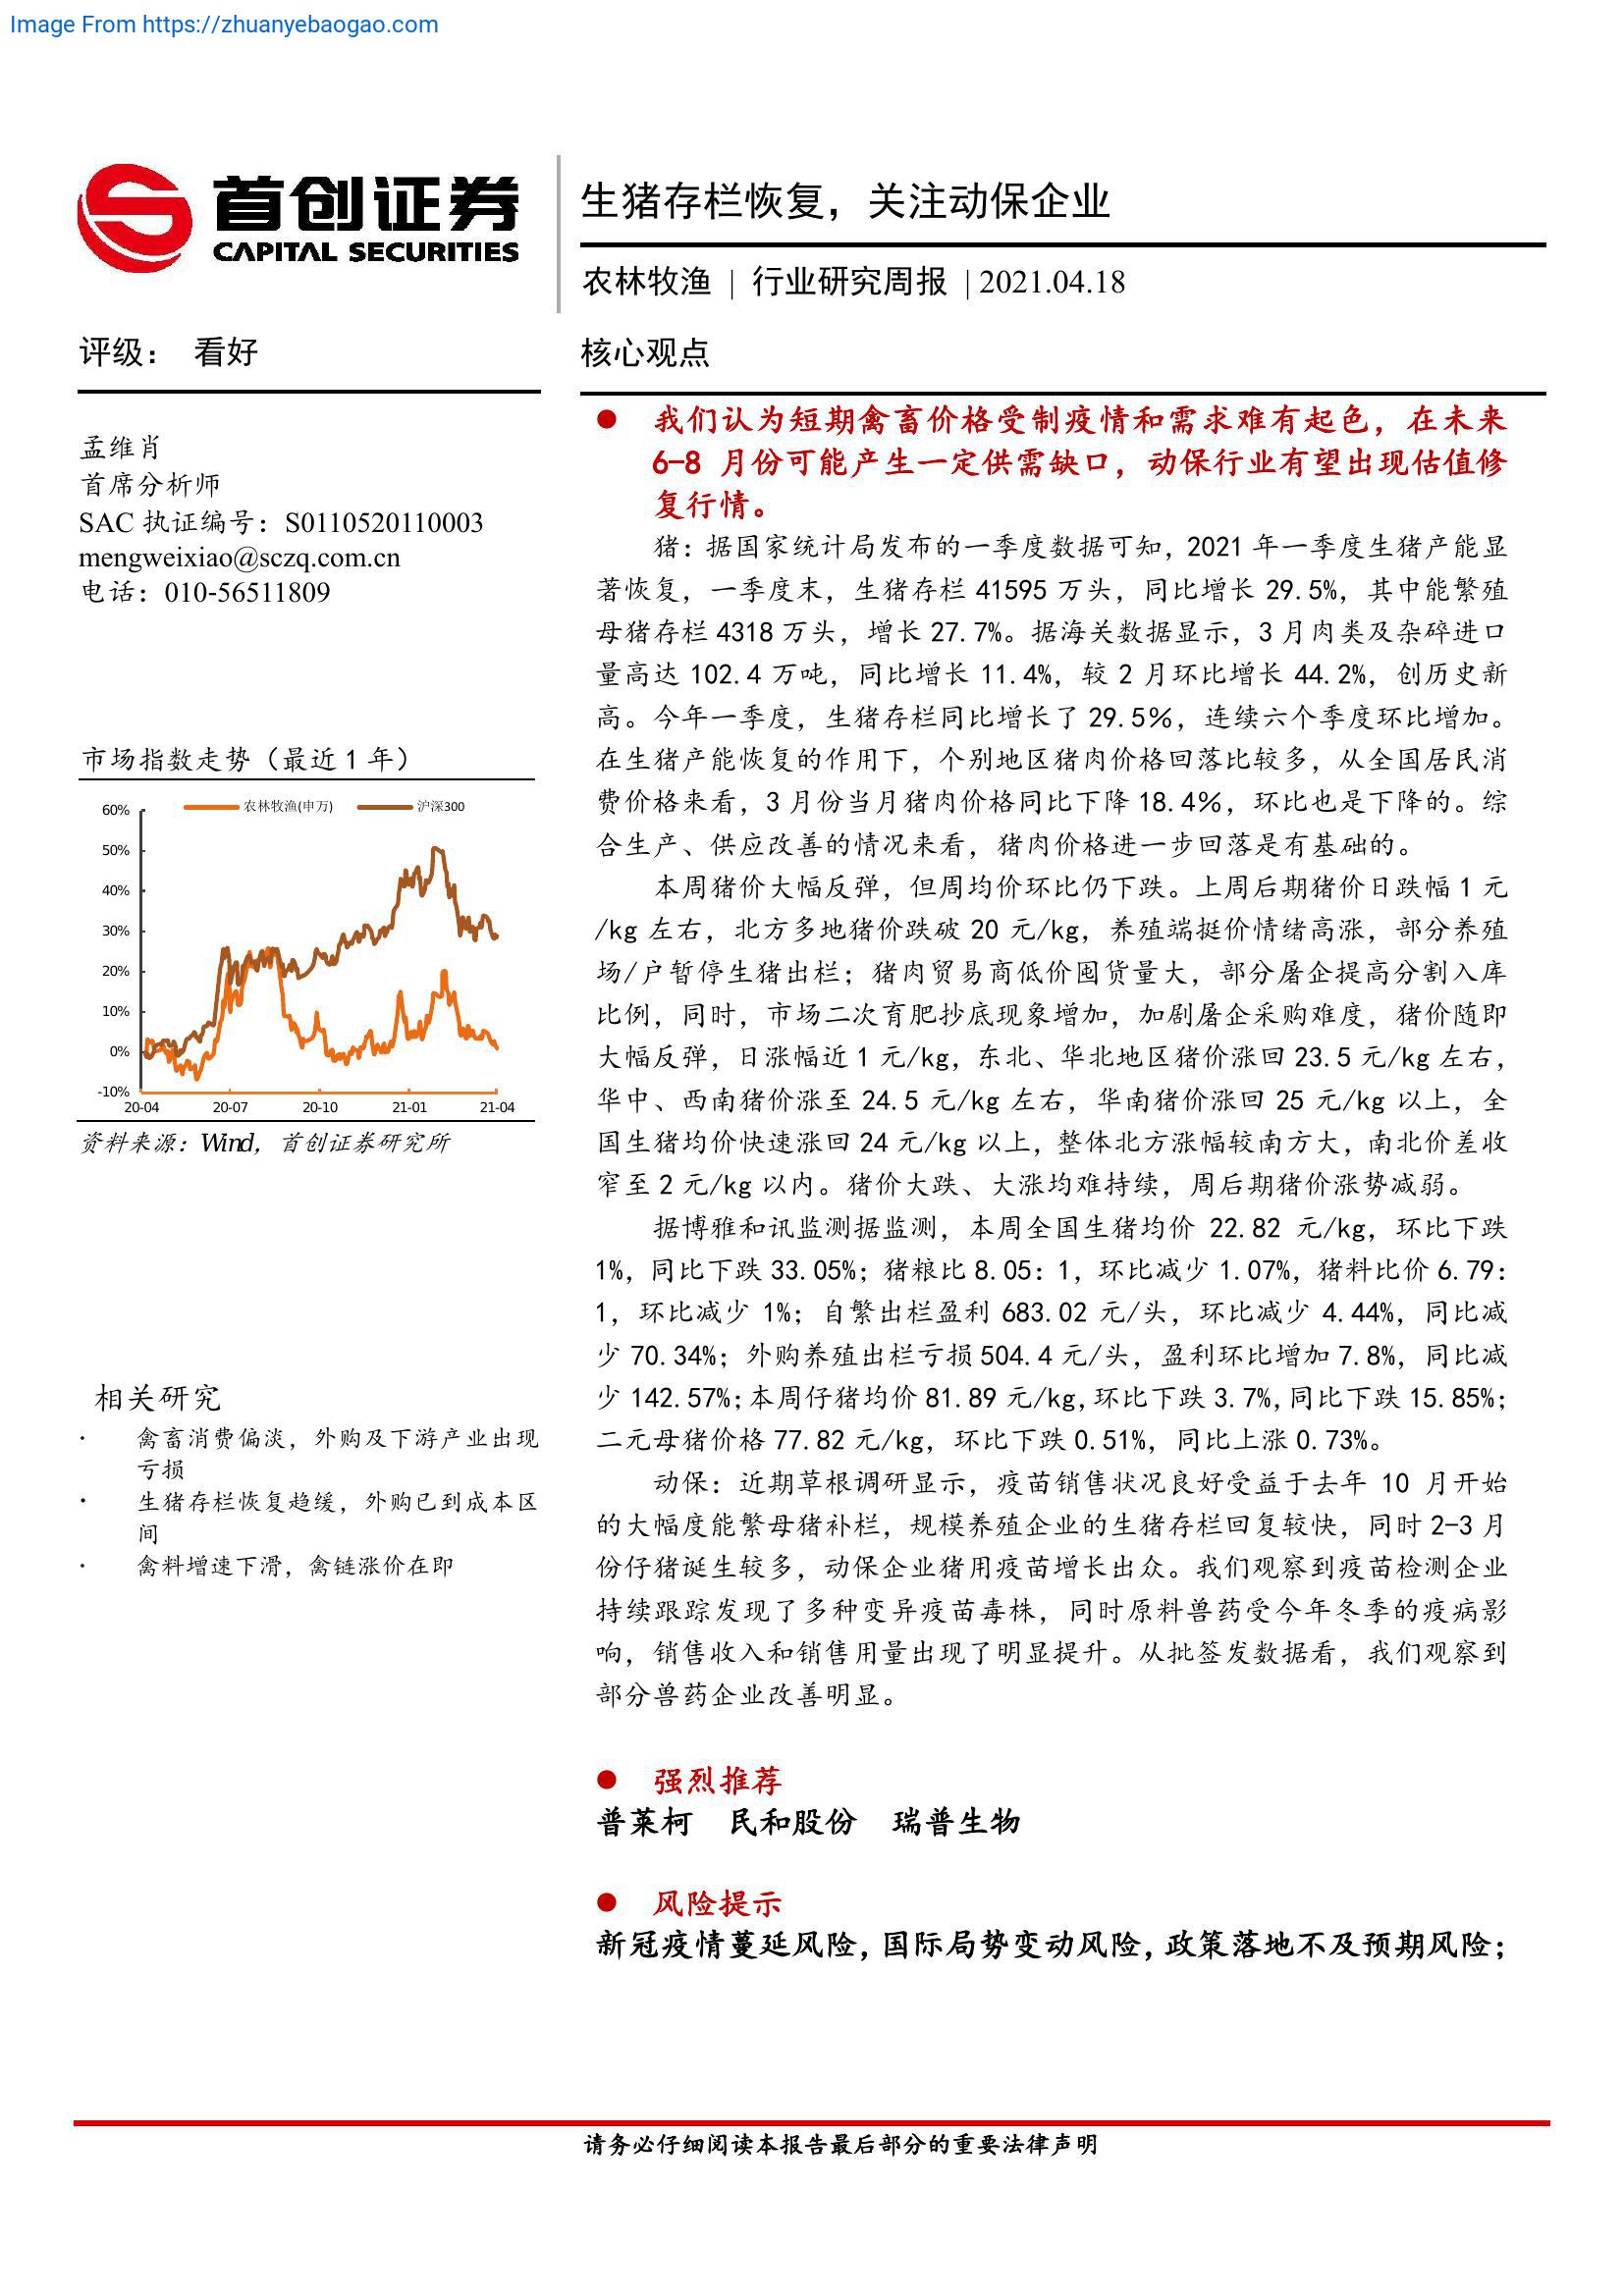 Image From https://zhuanyebaogao.com
首创证券
CAPITAL SECURITIES
生猪存栏恢复，关注动保企业
农林牧渔 | 行业研究周报 | 2021.04.18
评级： 看好
孟维肖
首席分析师
SAC 执证编号：S0110520110003
mengweixiao@sczq.com.cn
电话：010-56511809
市场指数走势（最近 1 年）
农林牧渔(申万) 沪深300
60%
50%
40%
30%
20%
10%
0%
-10%
20-04 20-07 20-10 21-01 21-04
资料来源：Wind，首创证券研究所
相关研究
· 禽畜消费偏淡，外购及下游产业出现
亏损
· 生猪存栏恢复趋缓，外购已到成本区
间
· 禽料增速下滑，禽链涨价在即
核心观点
● 我们认为短期禽畜价格受制疫情和需求难有起色，在未来
6-8 月份可能产生一定供需缺口，动保行业有望出现估值修
复行情。
猪：据国家统计局发布的一季度数据可知，2021 年一季度生猪产能显
著恢复，一季度末，生猪存栏 41595 万头，同比增长 29.5%，其中能繁殖
母猪存栏 4318 万头，增长 27.7%。据海关数据显示，3 月肉类及杂碎进口
量高达 102.4 万吨，同比增长 11.4%，较 2 月环比增长 44.2%，创历史新
高。今年一季度，生猪存栏同比增长了 29.5％，连续六个季度环比增加。
在生猪产能恢复的作用下，个别地区猪肉价格回落比较多，从全国居民消
费价格来看，3 月份当月猪肉价格同比下降 18.4％，环比也是下降的。综
合生产、供应改善的情况来看，猪肉价格进一步回落是有基础的。
本周猪价大幅反弹，但周均价环比仍下跌。上周后期猪价日跌幅 1 元
/kg 左右，北方多地猪价跌破 20 元/kg，养殖端挺价情绪高涨，部分养殖
场/户暂停生猪出栏；猪肉贸易商低价囤货量大，部分屠企提高分割入库
比例，同时，市场二次育肥抄底现象增加，加剧屠企采购难度，猪价随即
大幅反弹，日涨幅近 1 元/kg，东北、华北地区猪价涨回 23.5 元/kg 左右，
华中、西南猪价涨至 24.5 元/kg 左右，华南猪价涨回 25 元/kg 以上，全
国生猪均价快速涨回 24 元/kg 以上，整体北方涨幅较南方大，南北价差收
窄至 2 元/kg 以内。猪价大跌、大涨均难持续，周后期猪价涨势减弱。
据博雅和讯监测据监测，本周全国生猪均价 22.82 元/kg，环比下跌
1%，同比下跌 33.05%；猪粮比 8.05：1，环比减少 1.07%，猪料比价 6.79：
1，环比减少 1%；自繁出栏盈利 683.02 元/头，环比减少 4.44%，同比减
少 70.34%；外购养殖出栏亏损 504.4 元/头，盈利环比增加 7.8%，同比减
少 142.57%；本周仔猪均价 81.89 元/kg，环比下跌 3.7%，同比下跌 15.85%；
二元母猪价格 77.82 元/kg，环比下跌 0.51%，同比上涨 0.73%。
动保：近期草根调研显示，疫苗销售状况良好受益于去年 10 月开始
的大幅度能繁母猪补栏，规模养殖企业的生猪存栏回复较快，同时 2-3 月
份仔猪诞生较多，动保企业猪用疫苗增长出众。我们观察到疫苗检测企业
持续跟踪发现了多种变异疫苗毒株，同时原料兽药受今年冬季的疫病影
响，销售收入和销售用量出现了明显提升。从批签发数据看，我们观察到
部分兽药企业改善明显。
● 强烈推荐
普莱柯 民和股份 瑞普生物
● 风险提示
新冠疫情蔓延风险，国际局势变动风险，政策落地不及预期风险；
请务必仔细阅读本报告最后部分的重要法律声明